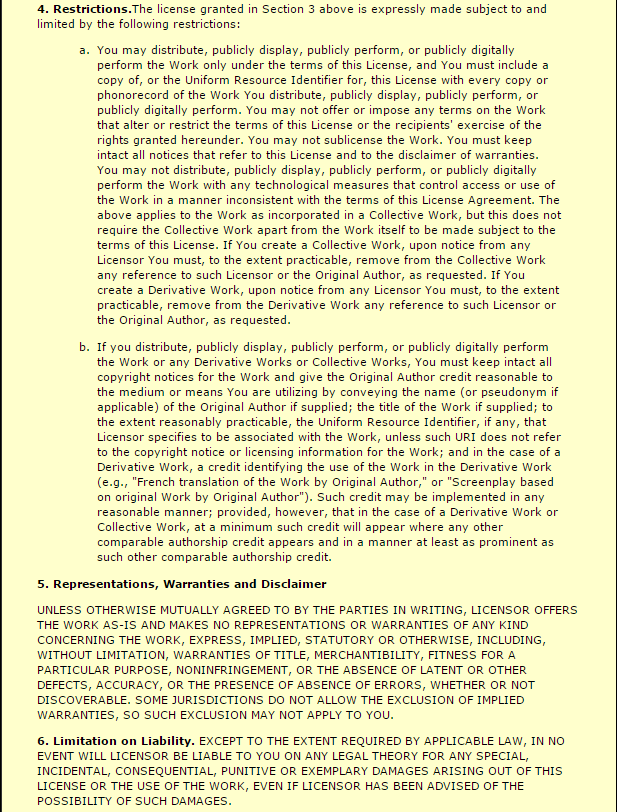 4. Restrictions.The license granted in Section 3 above is expressly made subject to and
limited by the following restrictions:
a. You may distribute, publicly display, publicly perform, or publicly digitally
perform the Work only under the terms of this License, and You must include a
copy of, or the Uniform Resource Identifier for, this License with every copy or
phonorecord of the Work You distribute, publicly display, publicly perform, or
publicly digitally perform. You may not offer or impose any terms on the Work
that alter or restrict the terms of this License or the recipients' exercise of the
rights granted hereunder. You may not sublicense the Work. You must keep
intact all notices that refer to this License and to the disclaimer of warranties.
You may not distribute, publicly display, publicly perform, or publicly digitally
perform the Work with any technological measures that control access or use of
the Work in a manner inconsistent with the terms of this License Agreement. The
above applies to the Work as incorporated in a Collective Work, but this does not
require the Collective Work apart from the Work itself to be made subject to the
terms of this License. If You create a Collective Work, upon notice from any
Licensor You must, to the extent practicable, remove from the Collective Work
any reference to such Licensor or the Original Author, as requested. If You
create a Derivative Work, upon notice from any Licensor You must, to the extent
practicable, remove from the Derivative Work any reference to such Licensor or
the Original Author, as requested.
b. If you distribute, publicly display, publicly perform, or publicly digitally perform
the Work or any Derivative Works or Collective Works, You must keep intact all
copyright notices for the Work and give the Original Author credit reasonable to
the medium or means You are utilizing by conveying the name (or pseudonym if
applicable) of the Original Author if supplied; the title of the Work if supplied; to
the extent reasonably practicable, the Uniform Resource Identifier, if any, that
Licensor specifies to be associated with the Work, unless such URI does not refer
to the copyright notice or licensing information for the Work; and in the case of a
Derivative Work, a credit identifying the use of the Work in the Derivative Work
(e.g., "French translation of the Work by Original Author," or "Screenplay based
on original Work by Original Author"). Such credit may be implemented in any
reasonable manner; provided, however, that in the case of a Derivative Work or
Collective Work, at a minimum such credit will appear where any other
comparable authorship credit appears and in a manner at least as prominent as
such other comparable authorship credit.
5. Representations, Warranties and Disclaimer
UNLESS OTHERWISE MUTUALLY AGREED TO BY THE PARTIES IN WRITING, LICENSOR OFFERS
THE WORK AS-IS AND MAKES NO REPRESENTATIONS OR WARRANTIES OF ANY KIND
CONCERNING THE WORK, EXPRESS, IMPLIED, STATUTORY OR OTHERWISE, INCLUDING,
WITHOUT LIMITATION, WARRANTIES OF TITLE, MERCHANTIBILITY, FITNESS FOR A
PARTICULAR PURPOSE, NONINFRINGEMENT, OR THE ABSENCE OF LATENT OR OTHER
DEFECTS, ACCURACY, OR THE PRESENCE OF ABSENCE OF ERRORS, WHETHER OR NOT
DISCOVERABLE. SOME JURISDICTIONS DO NOT ALLOW THE EXCLUSION OF IMPLIED
WARRANTIES, SO SUCH EXCLUSION MAY NOT APPLY TO YOU.
6. Limitation on Liability. EXCEPT TO THE EXTENT REQUIRED BY APPLICABLE LAW, IN NO
EVENT WILL LICENSOR BE LIABLE TO YOU ON ANY LEGAL THEORY FOR ANY SPECIAL,
INCIDENTAL, CONSEQUENTIAL, PUNITIVE OR EXEMPLARY DAMAGES ARISING OUT OF THIS
LICENSE OR THE USE OF THE WORK, EVEN IF LICENSOR HAS BEEN ADVISED OF THE
POSSIBILITY OF SUCH DAMAGES.